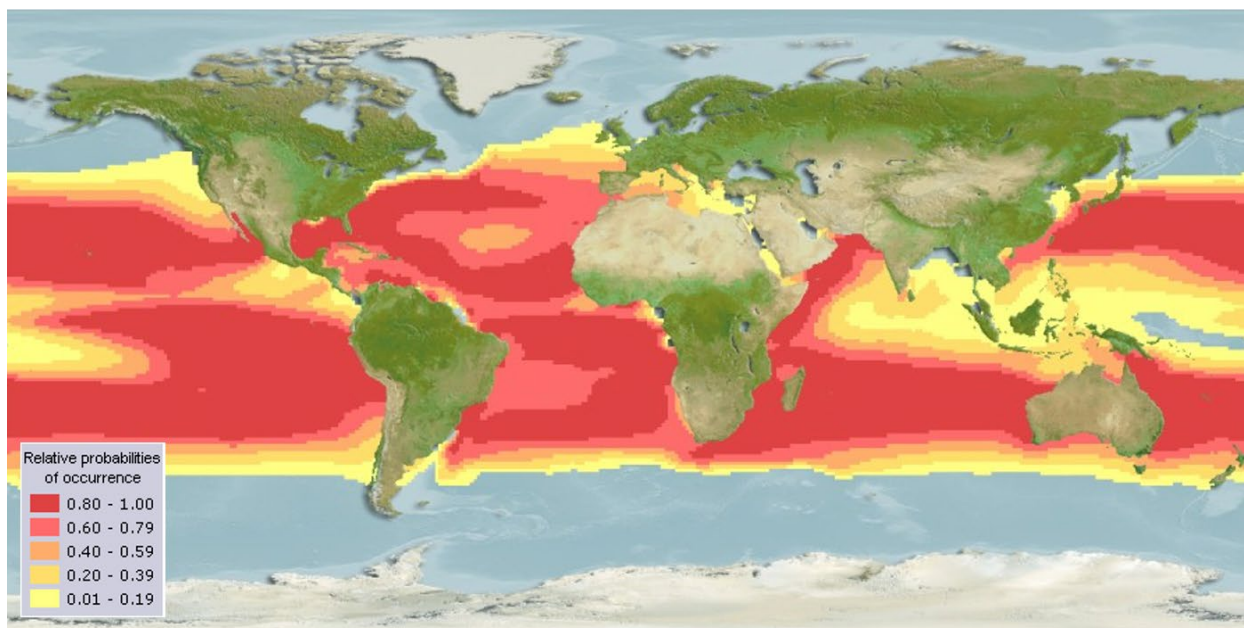 Relative probabilities
of occurrence
0.80 - 1.00
0.60 - 0.79
0.40 - 0.59
0.20 - 0.39
0.01 - 0.19